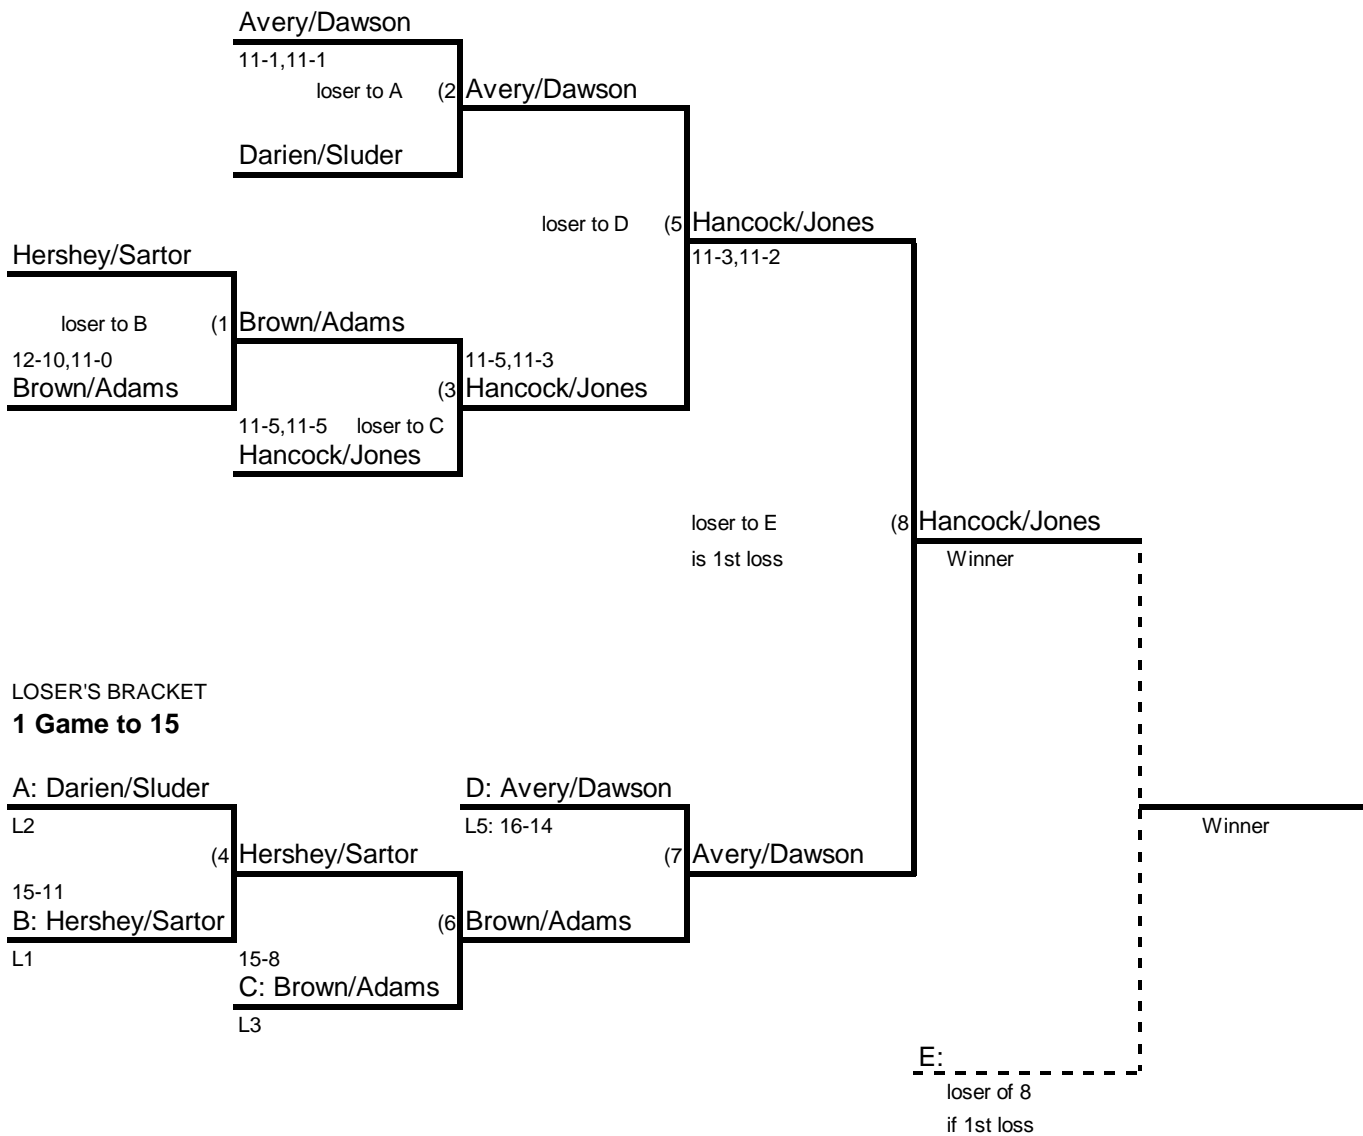 Avery/Dawson
11-1,11-1
loser to A (2 Avery/Dawson
Darien/Sluder
loser to D (5 Hancock/Jones
Hershey/Sartor
11-3,11-2
loser to B (1 Brown/Adams
12-10,11-0
11-5,11-3
Brown/Adams
(3 Hancock/Jones
11-5,11-5 loser to C
Hancock/Jones
loser to E (8 Hancock/Jones
is 1st loss
Winner
LOSER'S BRACKET
1 Game to 15
A: Darien/Sluder
D: Avery/Dawson
L2
L5: 16-14
Winner
(4 Hershey/Sartor
(7 Avery/Dawson
15-11
B: Hershey/Sartor
(6 Brown/Adams
L1
15-8
C: Brown/Adams
L3
E:
loser of 8
if 1st loss